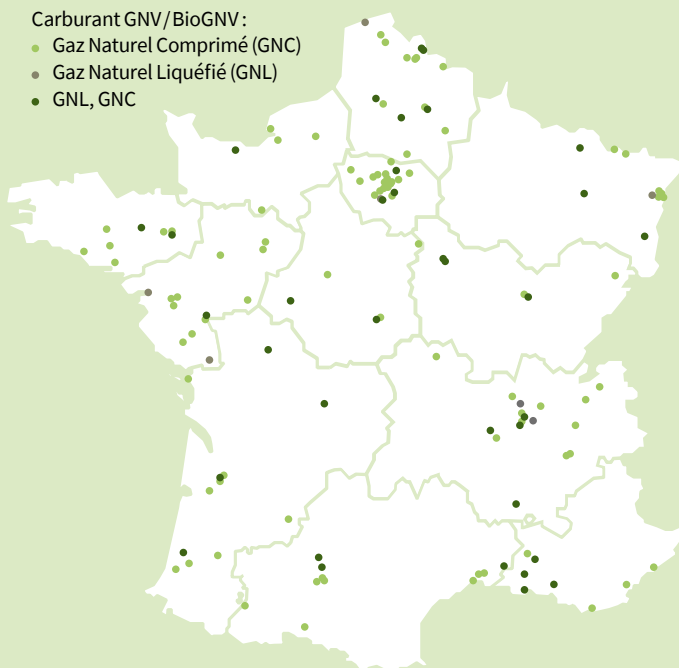 Carburant GNV/BioGNV :
Gaz Naturel Comprimé (GNC)
Gaz Naturel Liquéfié (GNL)
GNL, GNC